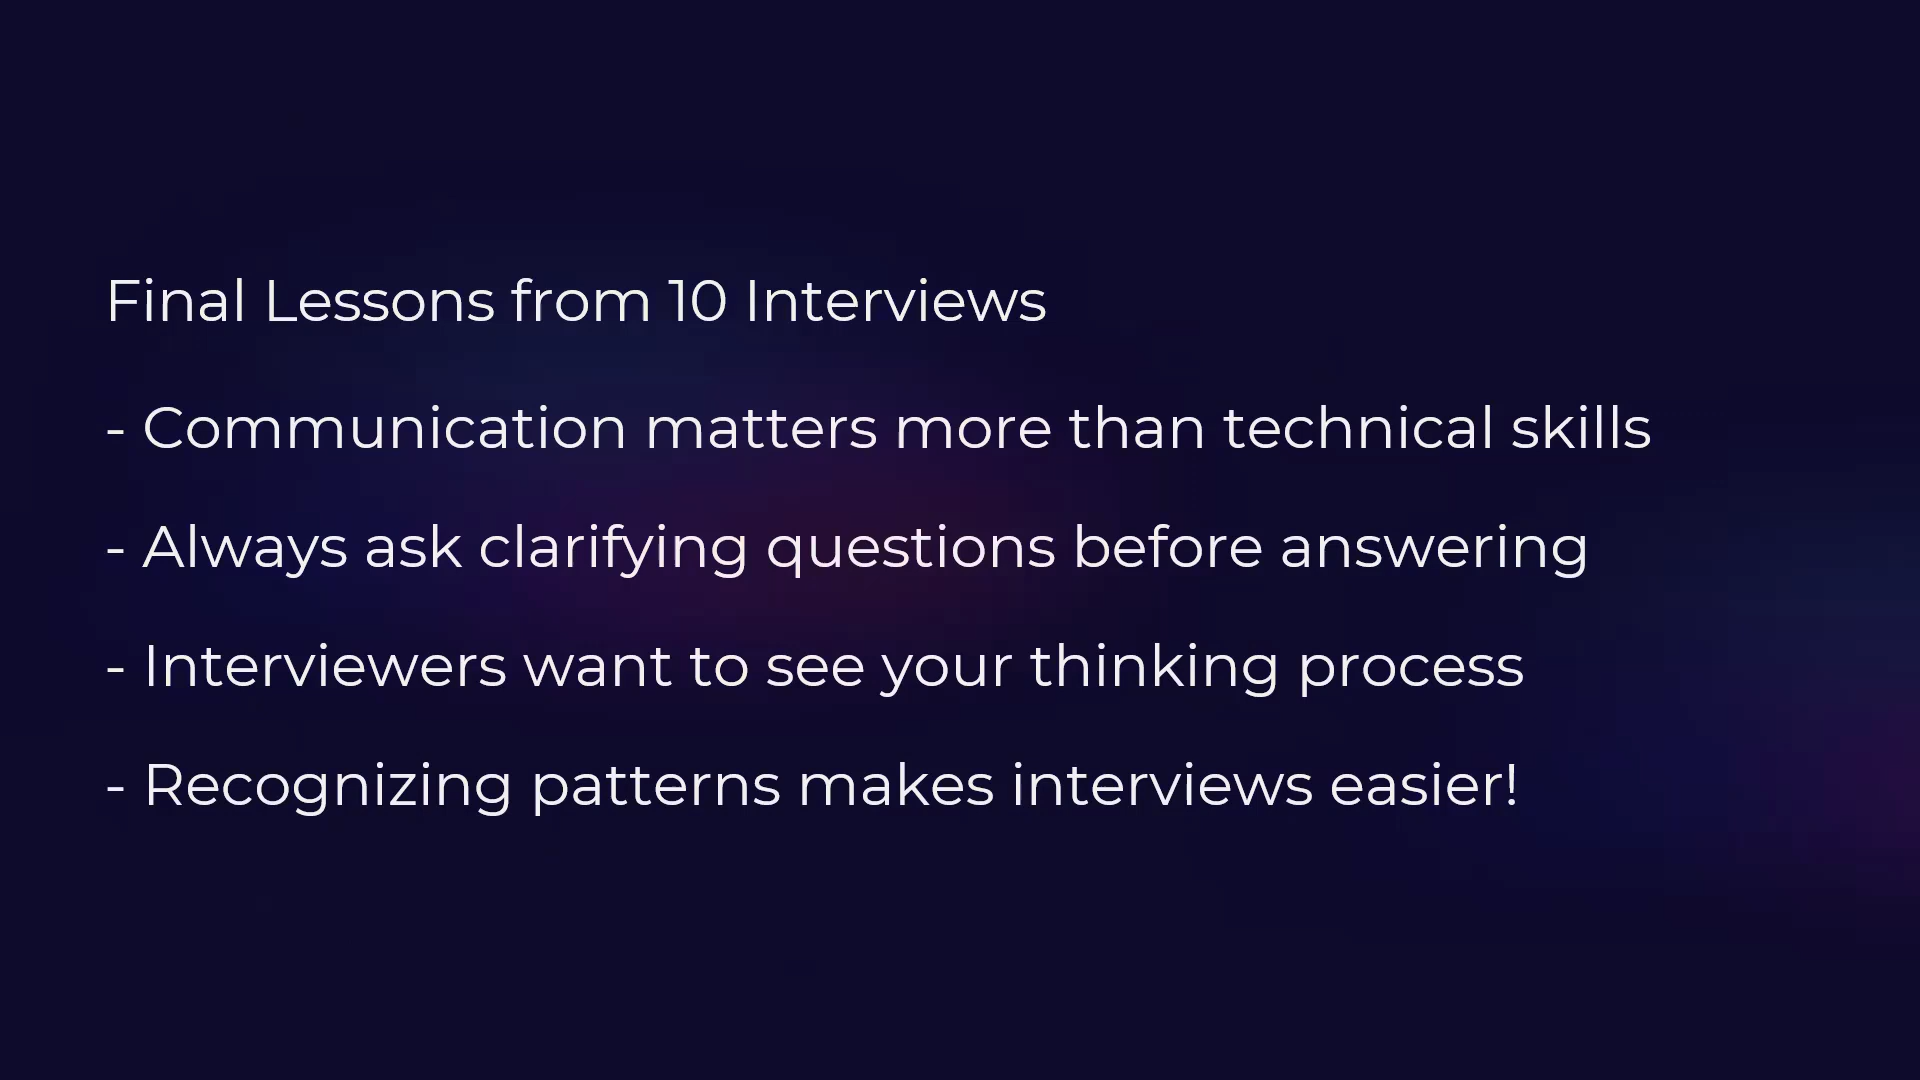 Final Lessons from 10 Interviews
- Communication matters more than technical skills
- Always ask clarifying questions before answering
- Interviewers want to see your thinking process
- Recognizing patterns makes interviews easier!